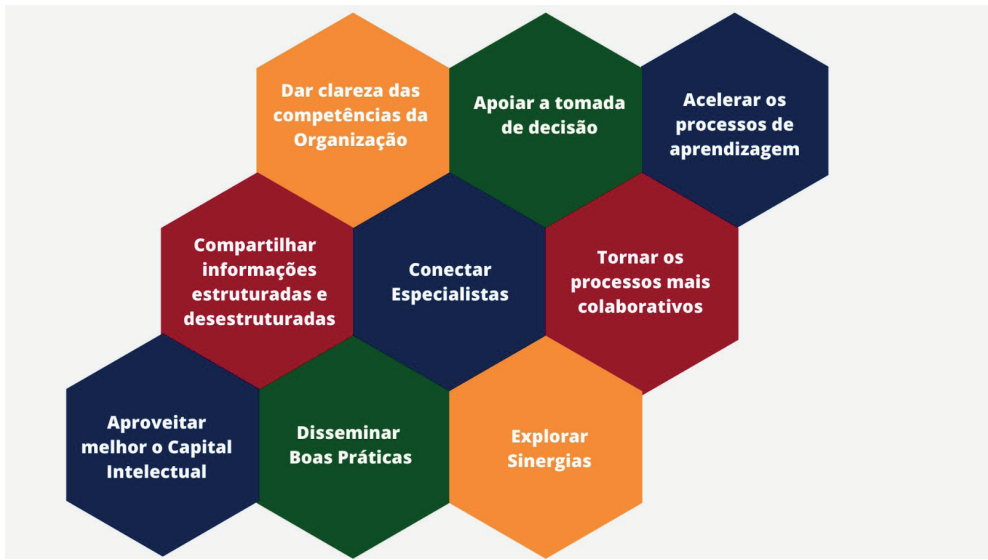 Dar clareza das
competências da
Organização
Apoiar a tomada
de decisão
Acelerar os
processos de
aprendizagem
Compartilhar
informações
estruturadas e
desestruturadas
Conectar
Especialistas
Tornar os
processos mais
colaborativos
Aproveitar
melhor o Capital
Intelectual
Disseminar
Boas Práticas
Explorar
Sinergias